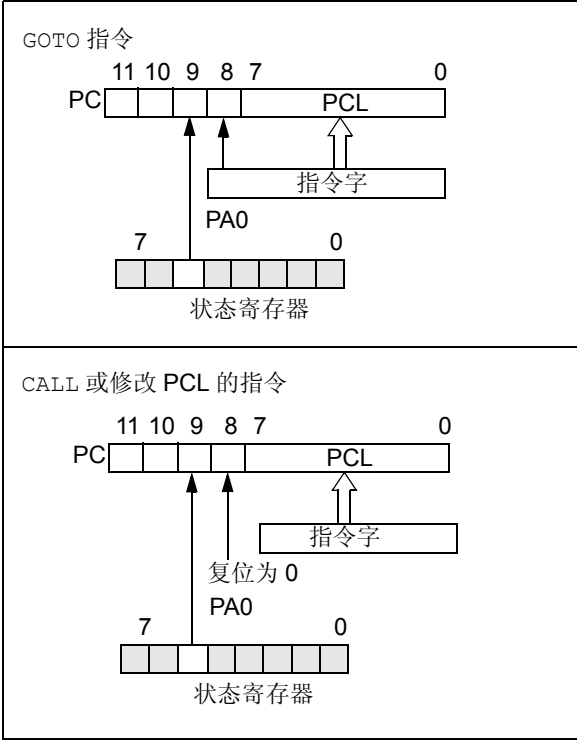 GOTO 指令
11 10 9 8 7 0
PC PCL
指令字
PA0
7 0
状态寄存器
CALL 或修改 PCL 的指令
11 10 9 8 7 0
PC PCL
指令字
复位为 0
PA0
7 0
状态寄存器